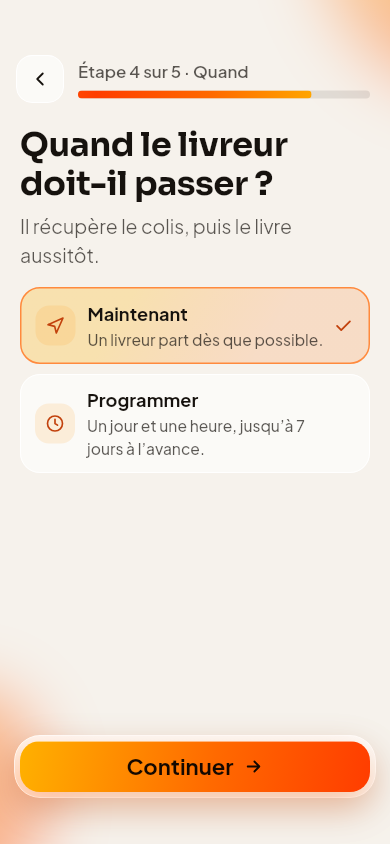 Étape 4 sur 5 · Quand
Quand le livreur
doit-il passer ?
Il récupère le colis, puis le livre
aussitôt.
Maintenant
Un livreur part dès que possible.
Programmer
Un jour et une heure, jusqu’à 7
jours à l’avance.
Continuer